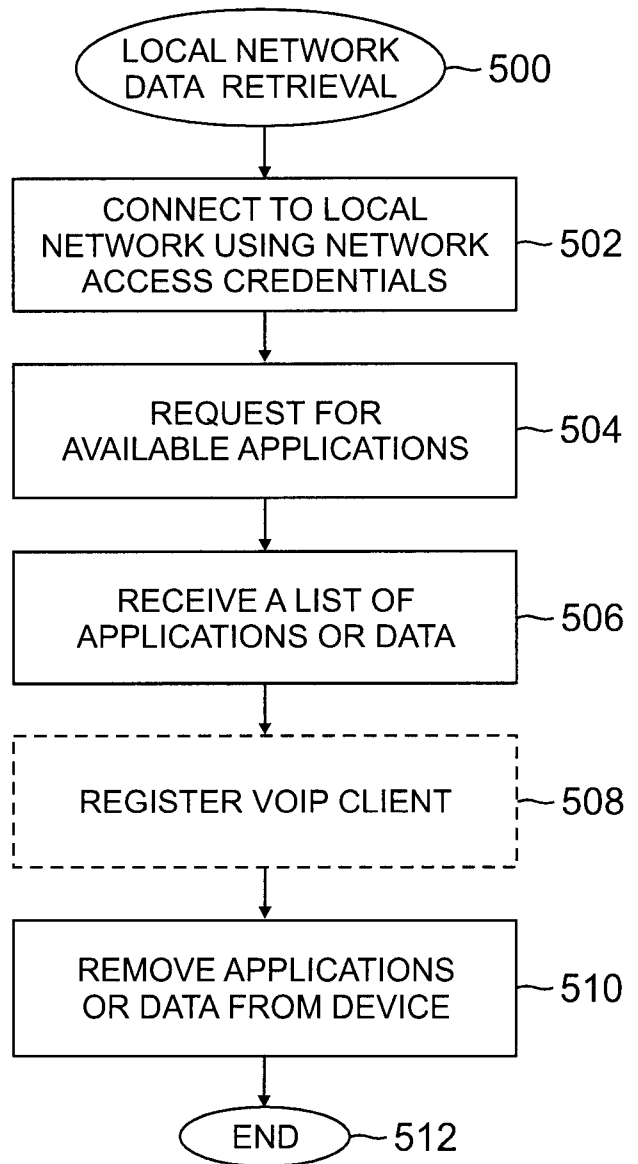 LOCAL NETWORK
DATA RETRIEVAL
500
CONNECT TO LOCAL
NETWORK USING NETWORK
ACCESS CREDENTIALS
502
REQUEST FOR
AVAILABLE APPLICATIONS
504
RECEIVE A LIST OF
APPLICATIONS OR DATA
506
REGISTER VOIP CLIENT
508
REMOVE APPLICATIONS
OR DATA FROM DEVICE
510
END
512